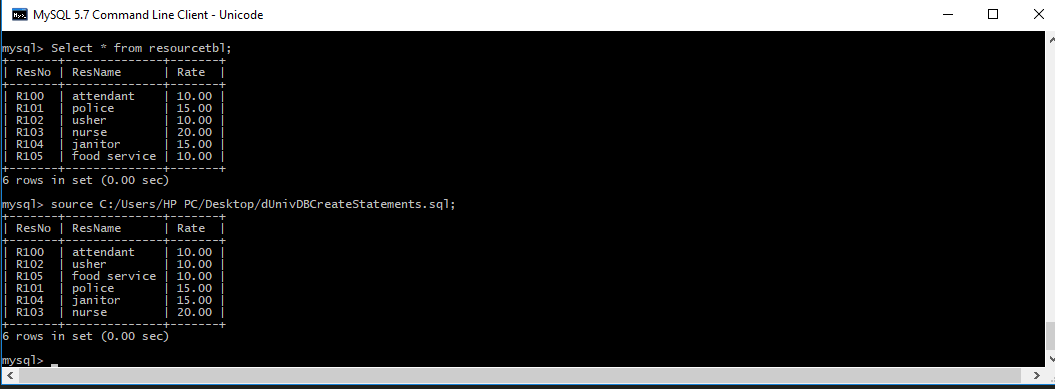 MySQL 5.7 Command Line Client - Unicode
mysql> Select * from resourcetbl;
+-------+--------------+-------+
| ResNo | ResName      | Rate  |
+-------+--------------+-------+
| R100  | attendant    | 10.00 |
| R101  | police       | 15.00 |
| R102  | usher        | 10.00 |
| R103  | nurse        | 20.00 |
| R104  | janitor      | 15.00 |
| R105  | food service | 10.00 |
+-------+--------------+-------+
6 rows in set (0.00 sec)
mysql> source C:/Users/HP PC/Desktop/dUnivDBCreateStatements.sql;
+-------+--------------+-------+
| ResNo | ResName      | Rate  |
+-------+--------------+-------+
| R100  | attendant    | 10.00 |
| R102  | usher        | 10.00 |
| R105  | food service | 10.00 |
| R101  | police       | 15.00 |
| R104  | janitor      | 15.00 |
| R103  | nurse        | 20.00 |
+-------+--------------+-------+
6 rows in set (0.00 sec)
mysql> _